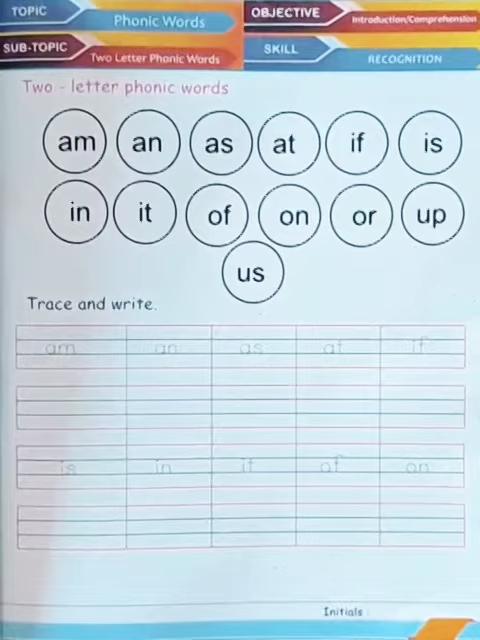 TOPIC Phonic Words OBJECTIVE Introduction/Comprehension
SUB-TOPIC Two Letter Phonic Words SKILL RECOGNITION
Two - letter phonic words
am an as at if is
in it of on or up
us
Trace and write.
am an as at if
is in it of on
Initials